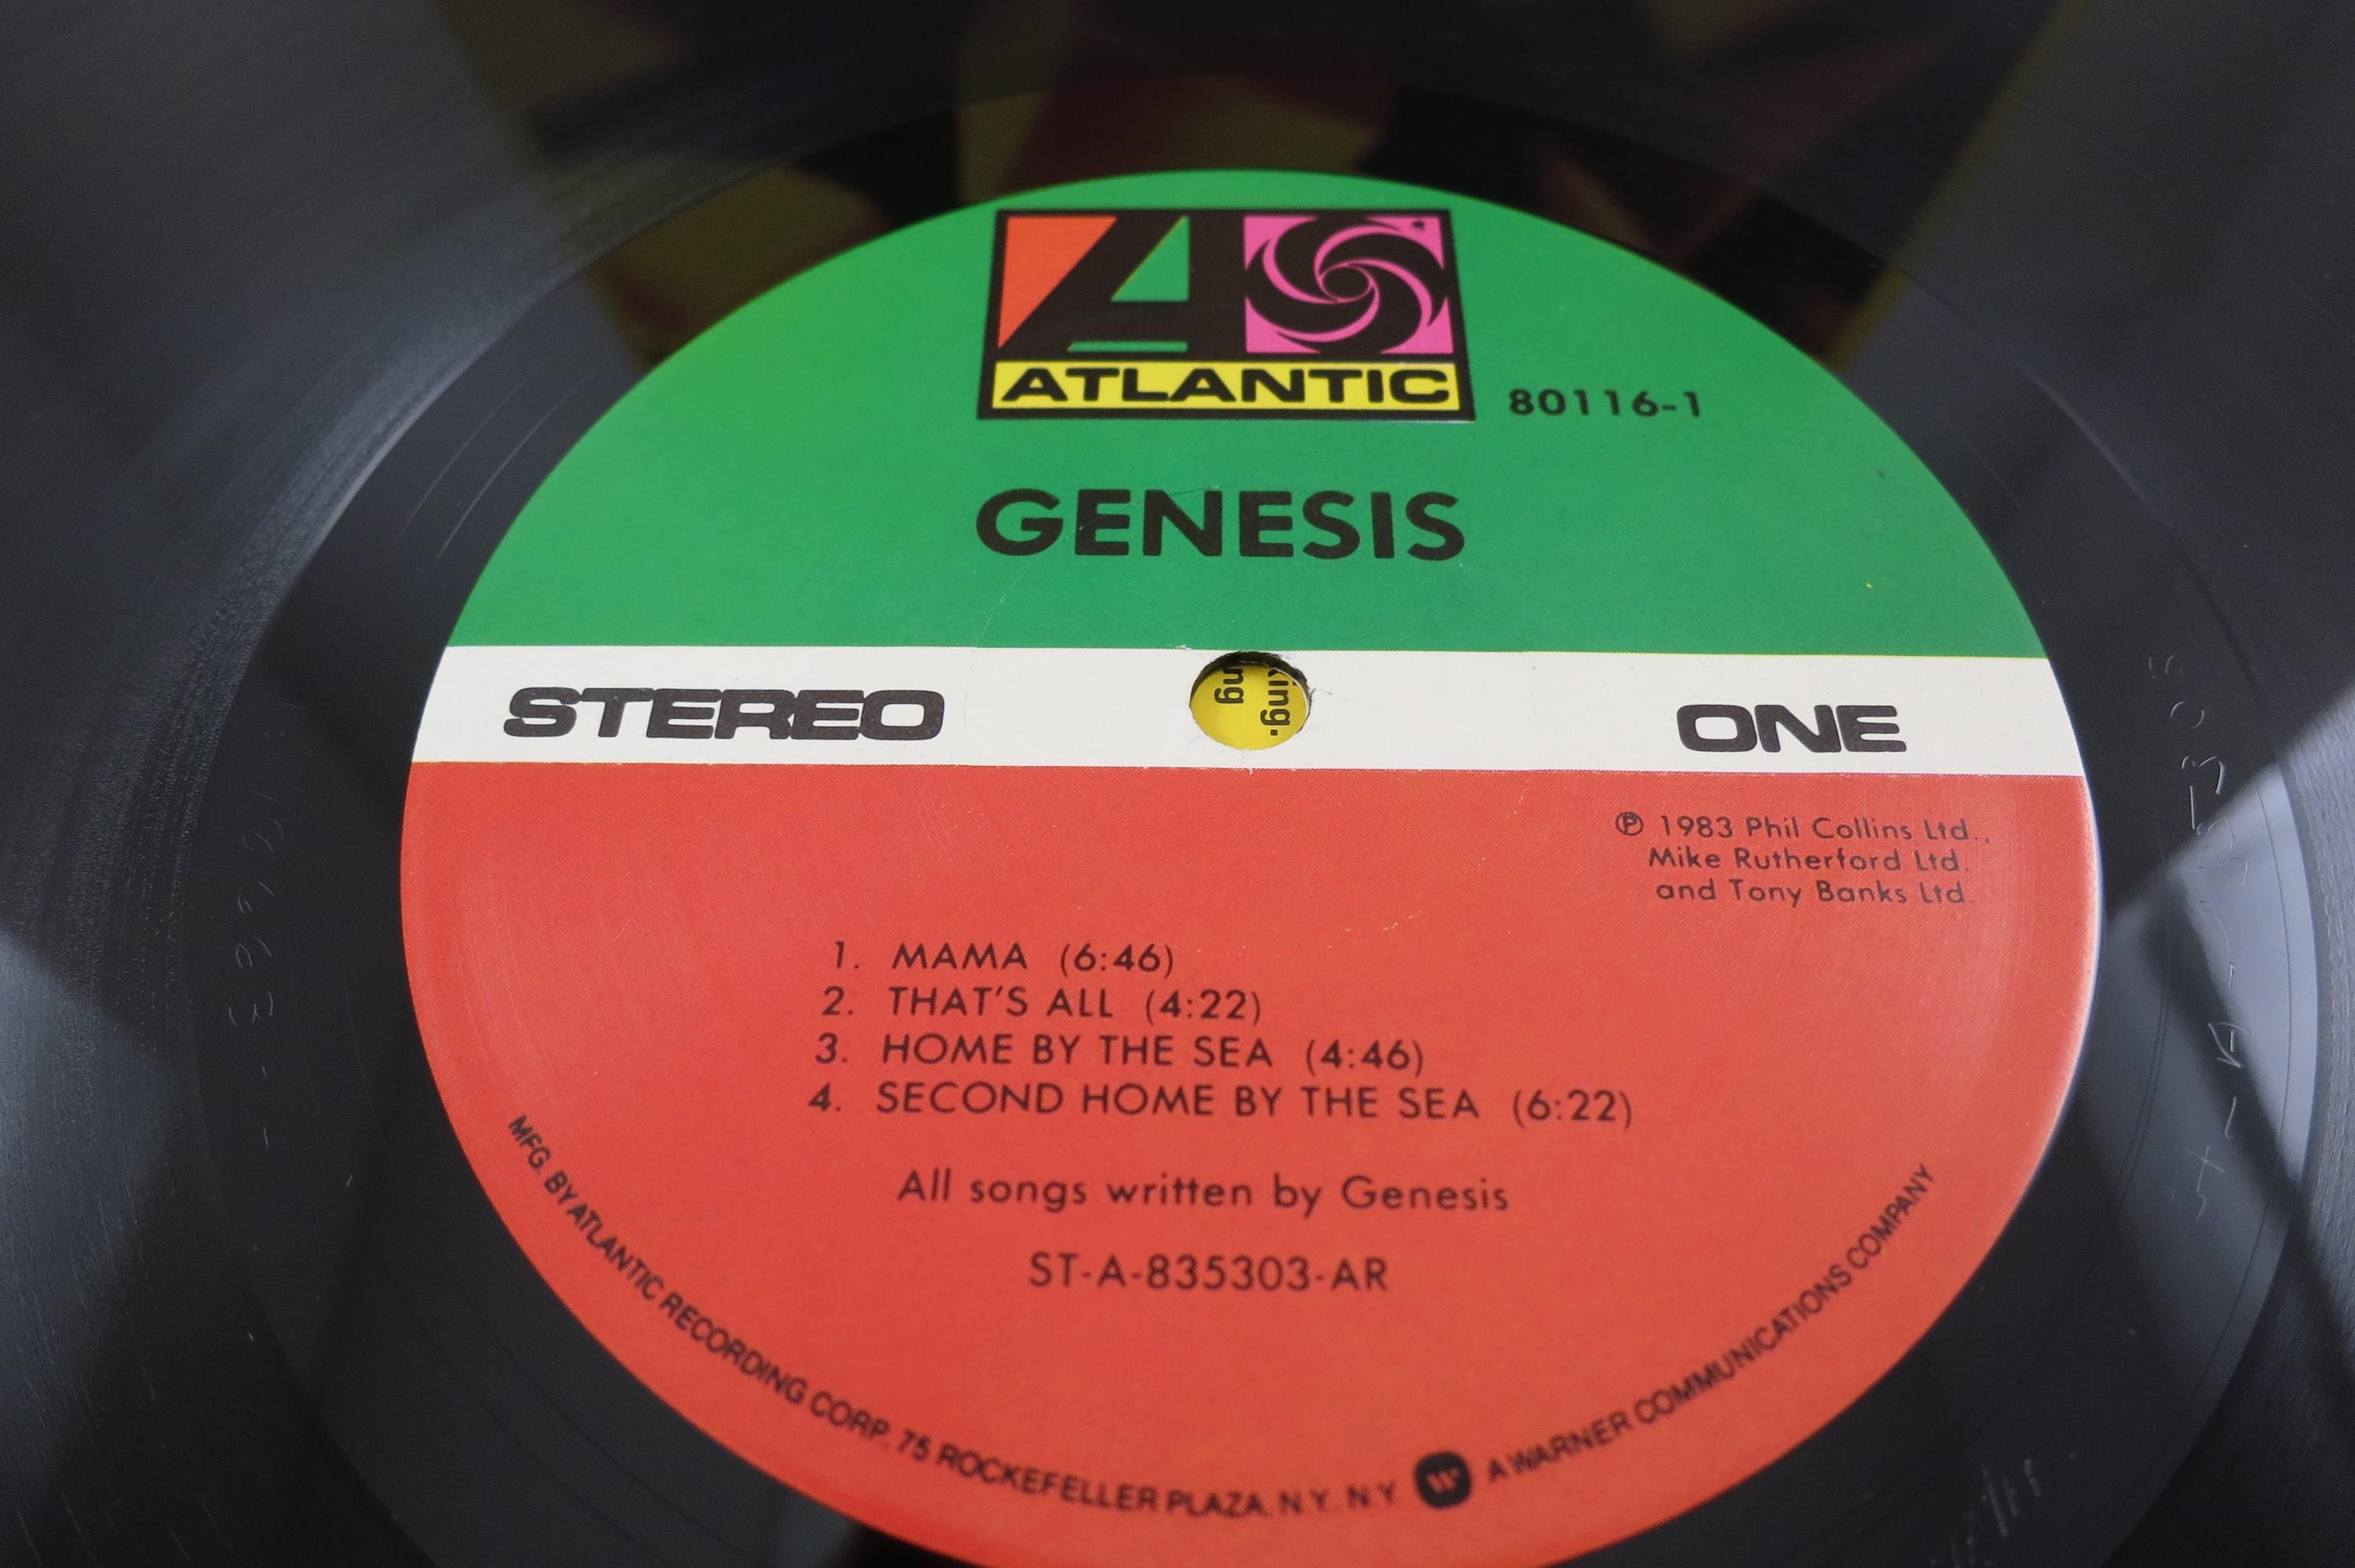 ATLANTIC
80116-1
GENESIS
STEREO
ONE
ing.
ng
℗ 1983 Phil Collins Ltd.,
Mike Rutherford Ltd.
and Tony Banks Ltd.
1. MAMA (6:46)
2. THAT'S ALL (4:22)
3. HOME BY THE SEA (4:46)
4. SECOND HOME BY THE SEA (6:22)
All songs written by Genesis
ST-A-835303-AR
MFG. BY ATLANTIC RECORDING CORP. 75 ROCKEFELLER PLAZA. N.Y. N.Y. W A WARNER COMMUNICATIONS COMPANY